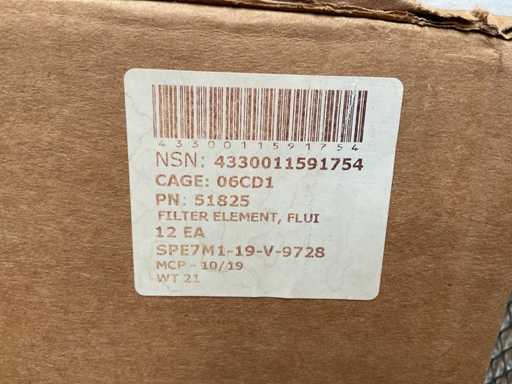 4330011591754
NSN: 4330011591754
CAGE: 06CD1
PN: 51825
FILTER ELEMENT, FLUI
12 EA
SPE7M1-19-V-9728
MCP - 10/19
WT 21